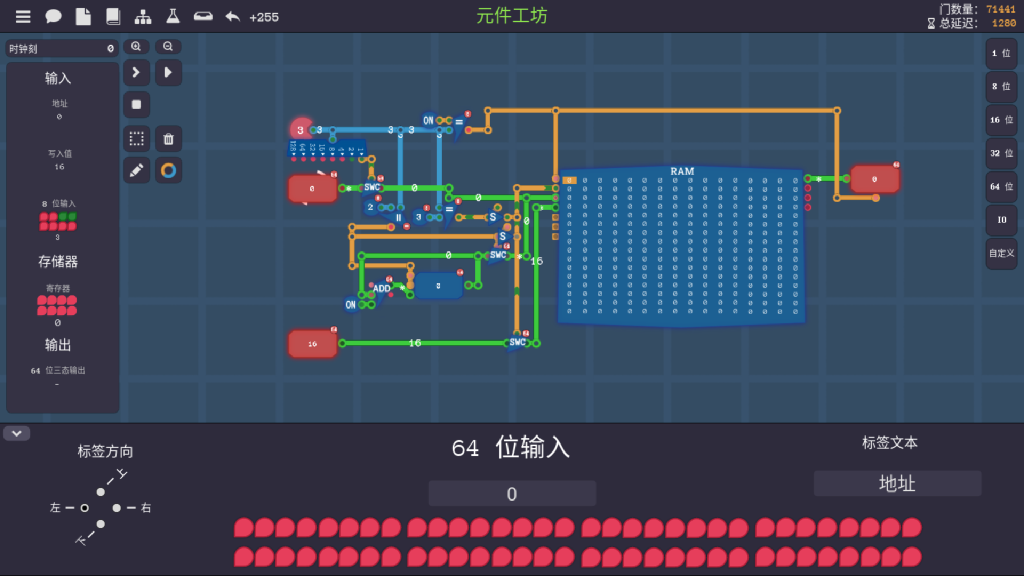 +255
元件工坊
门数量: 71441
总延迟: 1280
时钟刻 0
输入
地址
0
写入值
16
8 位输入
3
存储器
寄存器
0
输出
64 位三态输出
-
1 位
8 位
16 位
32 位
64 位
IO
自定义
3
3
3
3
3
ON
=
0
SWC
0
0
2
3
=
S
S
0
SWC
0
16
ADD
ON
16
16
SWC
RAM
0
标签方向
左
右
上
下
64 位输入
0
标签文本
地址